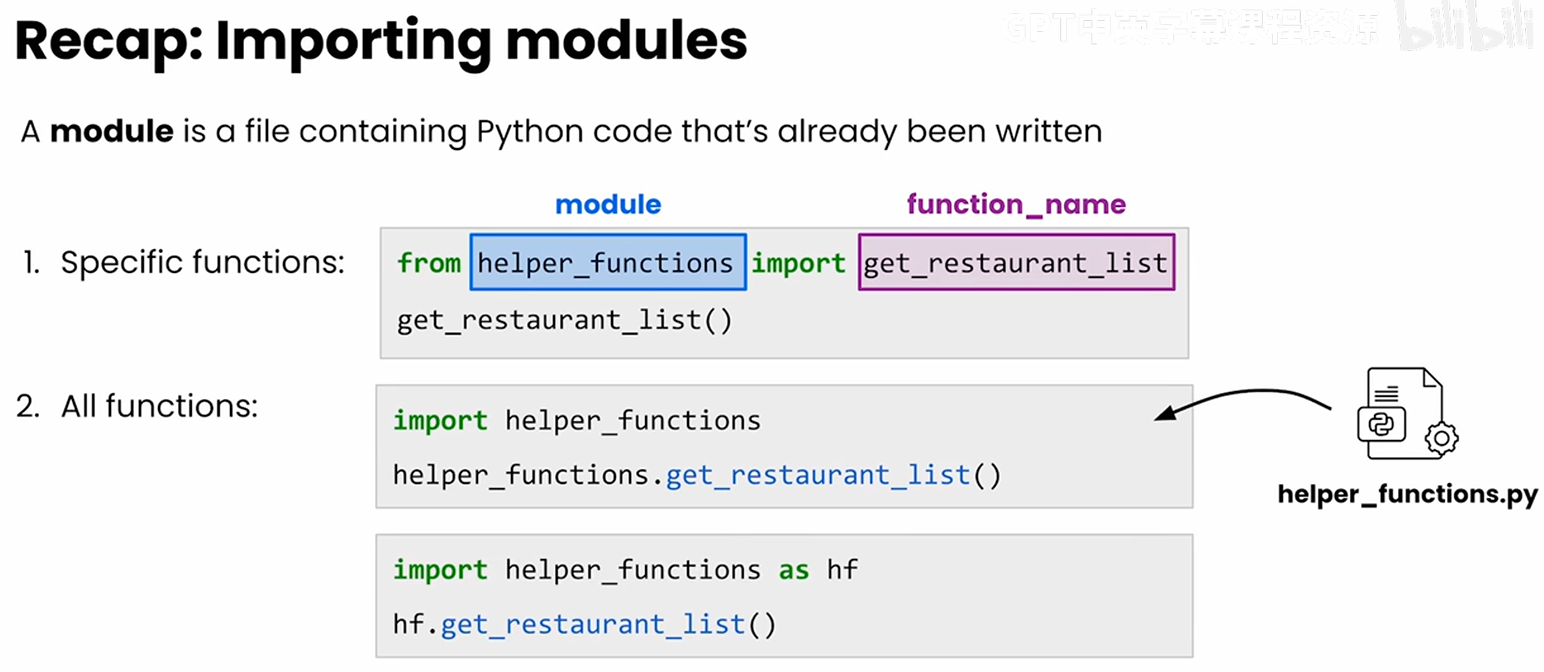 Recap: Importing modules
GPT中英字幕课程资源 bilibili
A module is a file containing Python code that's already been written
module function_name
1. Specific functions: from helper_functions import get_restaurant_list
get_restaurant_list()
2. All functions:
import helper_functions
helper_functions.get_restaurant_list()
helper_functions.py
import helper_functions as hf
hf.get_restaurant_list()